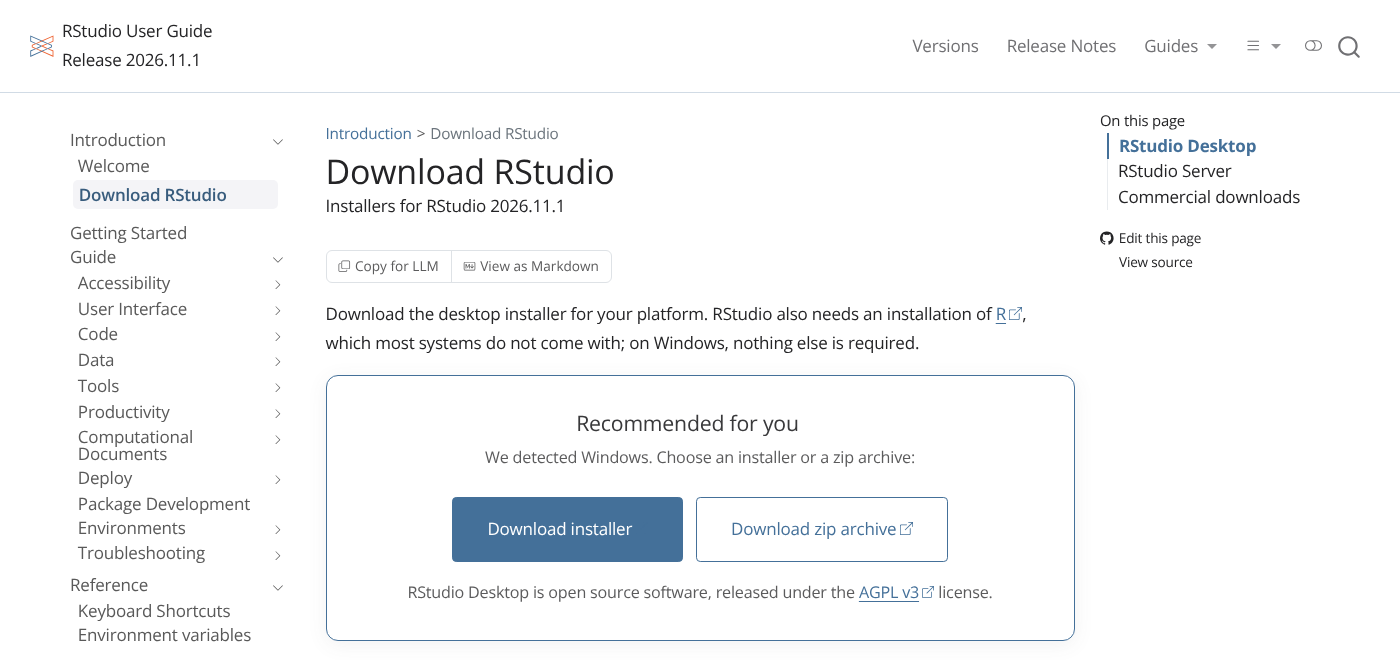 RStudio User Guide
Release 2026.11.1
Versions
Release Notes
Guides
Introduction
Welcome
Download RStudio
Getting Started
Guide
Accessibility
User Interface
Code
Data
Tools
Productivity
Computational
Documents
Deploy
Package Development
Environments
Troubleshooting
Reference
Keyboard Shortcuts
Environment variables
Introduction > Download RStudio
Download RStudio
Installers for RStudio 2026.11.1
Copy for LLM
View as Markdown
Download the desktop installer for your platform. RStudio also needs an installation of R,
which most systems do not come with; on Windows, nothing else is required.
Recommended for you
We detected Windows. Choose an installer or a zip archive:
Download installer
Download zip archive
RStudio Desktop is open source software, released under the AGPL v3 license.
On this page
RStudio Desktop
RStudio Server
Commercial downloads
Edit this page
View source